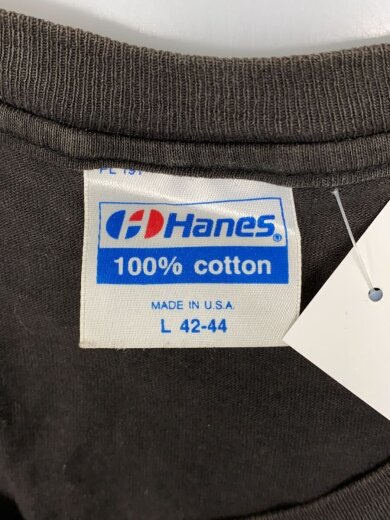 Hanes®
100% cotton
MADE IN U.S.A.
L 42-44